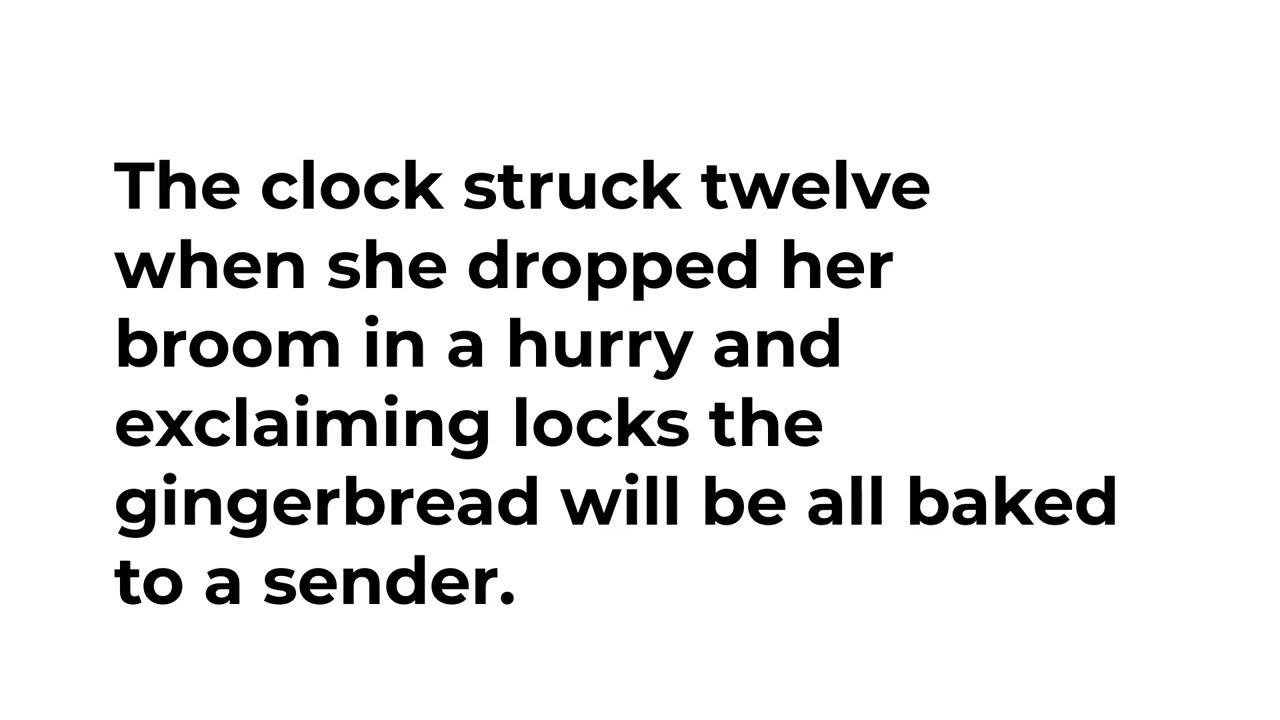 The clock struck twelve
when she dropped her
broom in a hurry and
exclaiming locks the
gingerbread will be all baked
to a sender.